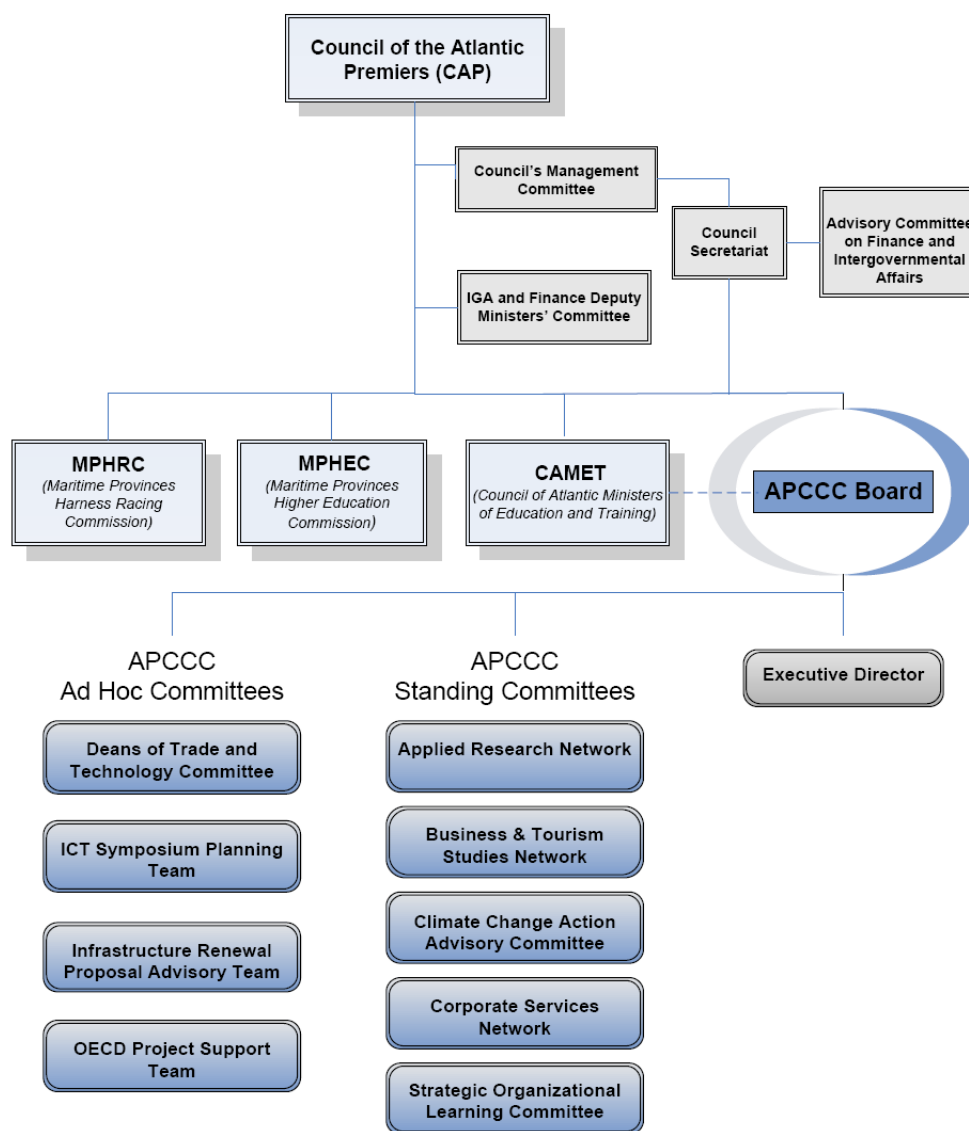 Council of the Atlantic
Premiers (CAP)
Council's Management
Committee
Council
Secretariat
Advisory Committee
on Finance and
Intergovernmental
Affairs
IGA and Finance Deputy
Ministers' Committee
MPHRC
(Maritime Provinces
Harness Racing
Commission)
MPHEC
(Maritime Provinces
Higher Education
Commission)
CAMET
(Council of Atlantic Ministers
of Education and Training)
APCCC Board
APCCC
Ad Hoc Committees
Deans of Trade and
Technology Committee
ICT Symposium Planning
Team
Infrastructure Renewal
Proposal Advisory Team
OECD Project Support
Team
APCCC
Standing Committees
Applied Research Network
Business & Tourism
Studies Network
Climate Change Action
Advisory Committee
Corporate Services
Network
Strategic Organizational
Learning Committee
Executive Director